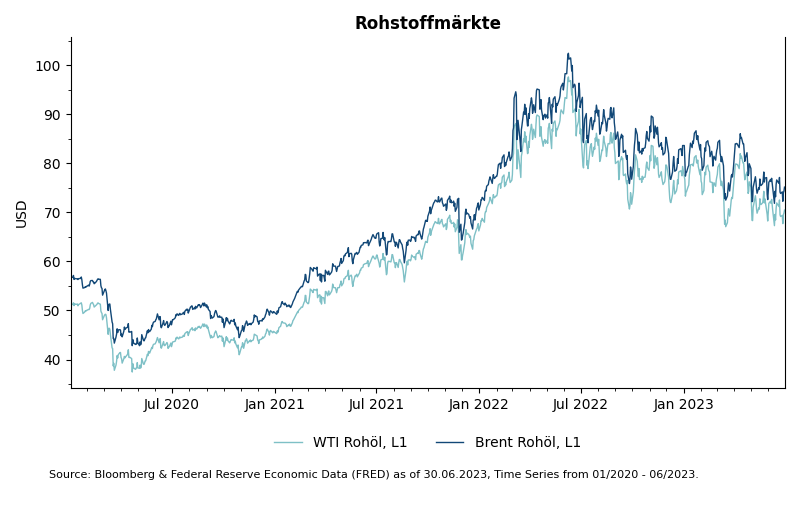 Rohstoffmärkte
USD
100
90
80
70
60
50
40
Jul 2020
Jan 2021
Jul 2021
Jan 2022
Jul 2022
Jan 2023
WTI Rohöl, L1
Brent Rohöl, L1
Source: Bloomberg & Federal Reserve Economic Data (FRED) as of 30.06.2023, Time Series from 01/2020 - 06/2023.